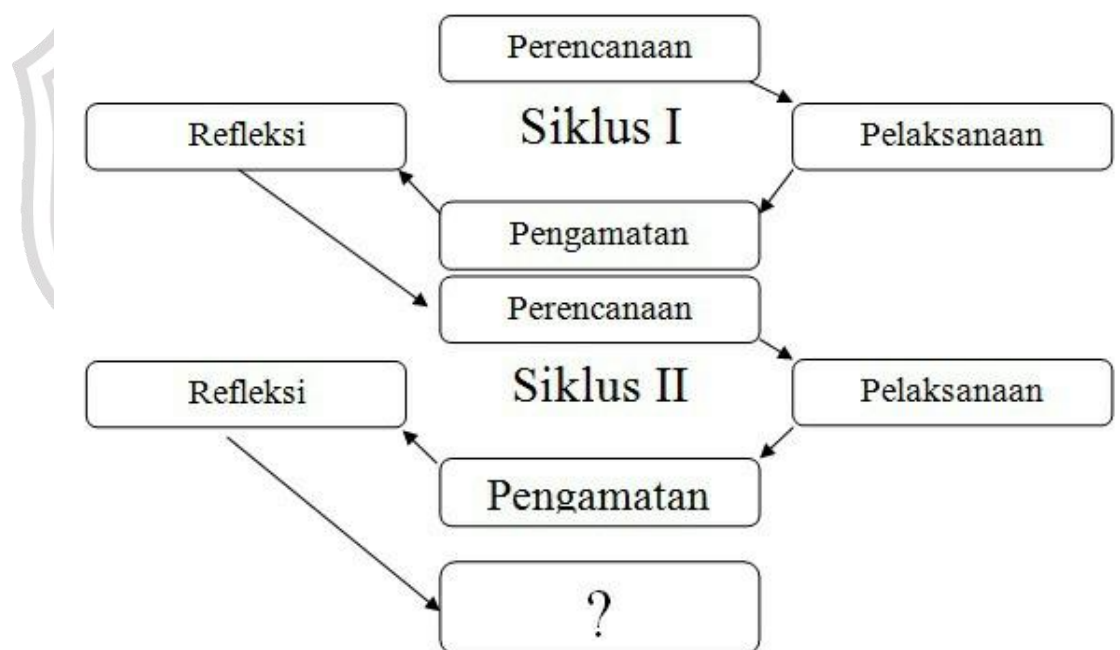 Perencanaan
Siklus I
Refleksi
Pelaksanaan
Pengamatan
Perencanaan
Siklus II
Refleksi
Pelaksanaan
Pengamatan
?